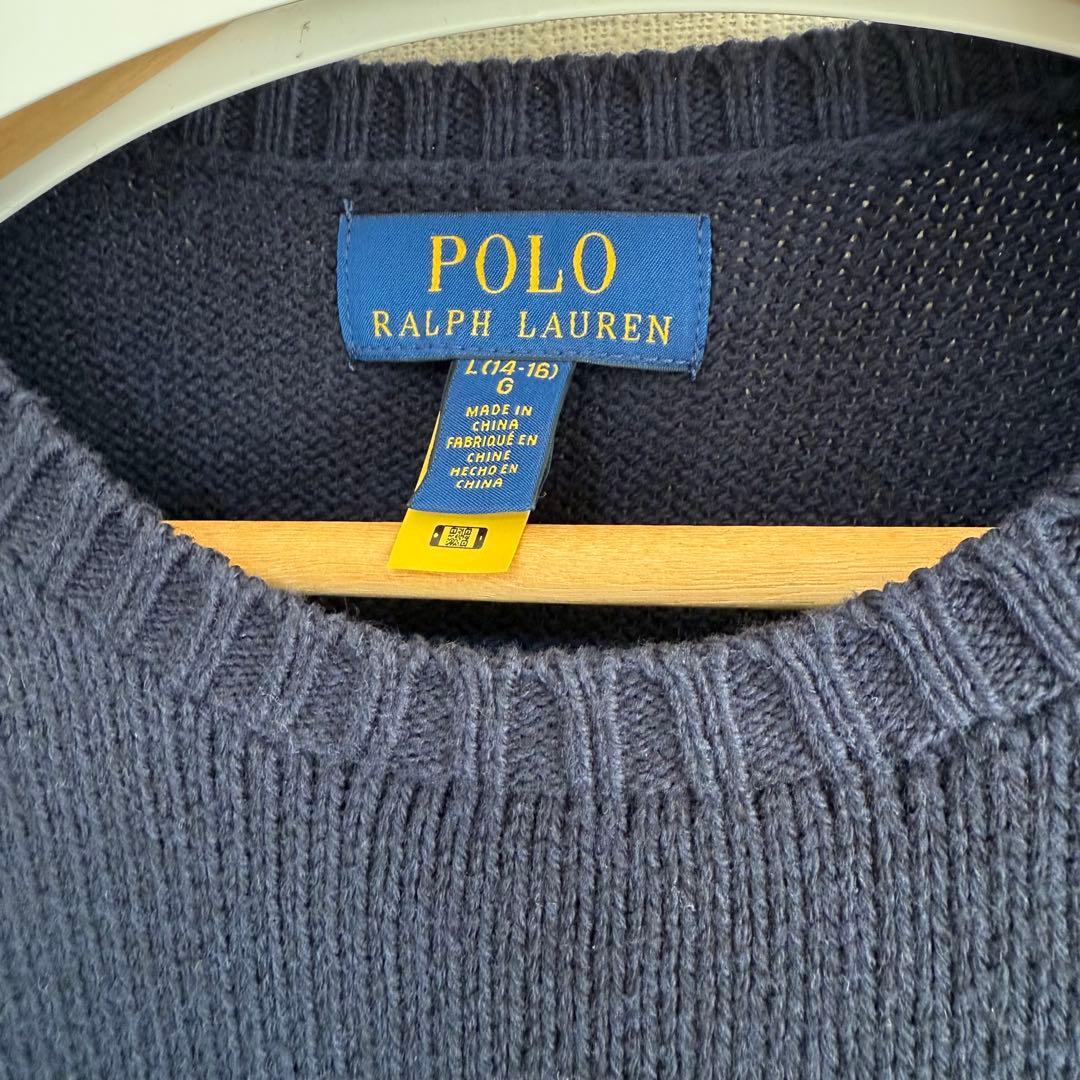 POLO
RALPH LAUREN
L (14-16)
G
MADE IN
CHINA
FABRIQUÉ EN
CHINE
HECHO EN
CHINA